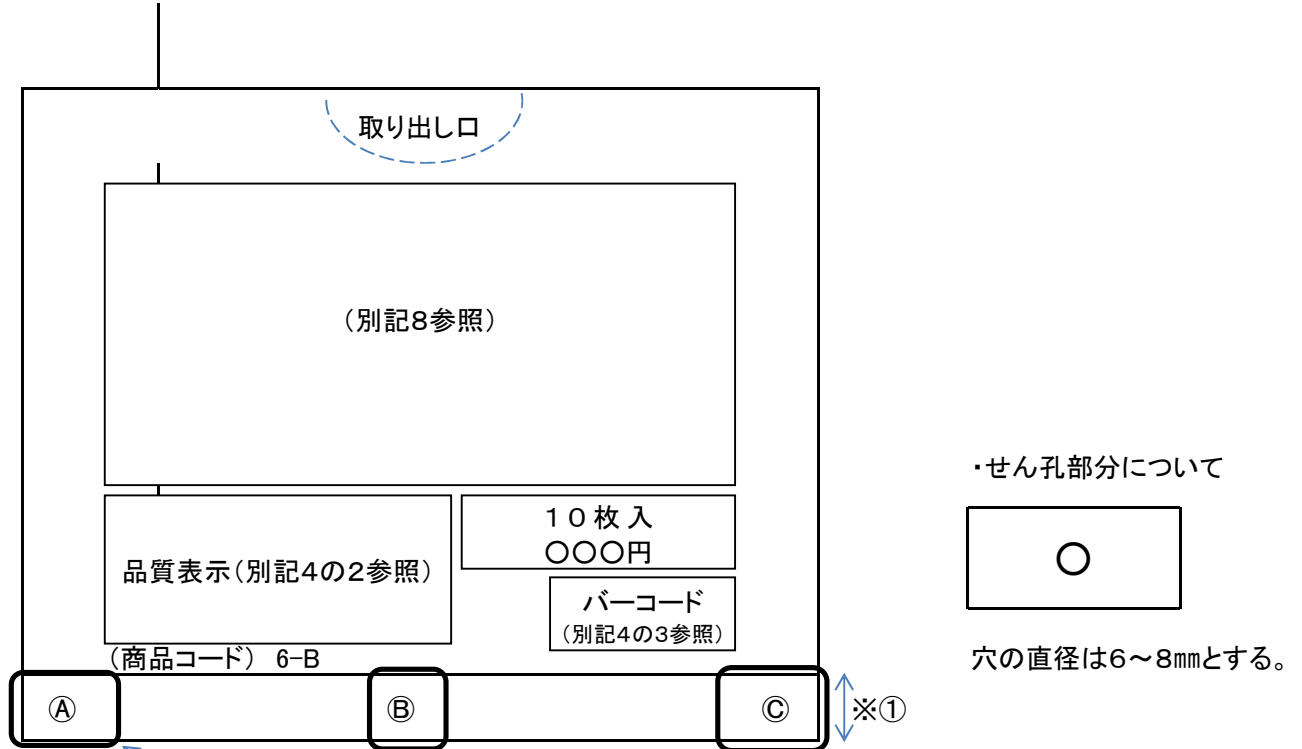 取り出し口
（別記８参照）
品質表示（別記４の２参照）
１０枚入
〇〇〇円
バーコード
（別記４の３参照）
（商品コード） 6-B
Ⓐ
Ⓑ
Ⓒ
※①
・せん孔部分について
穴の直径は６～８㎜とする。